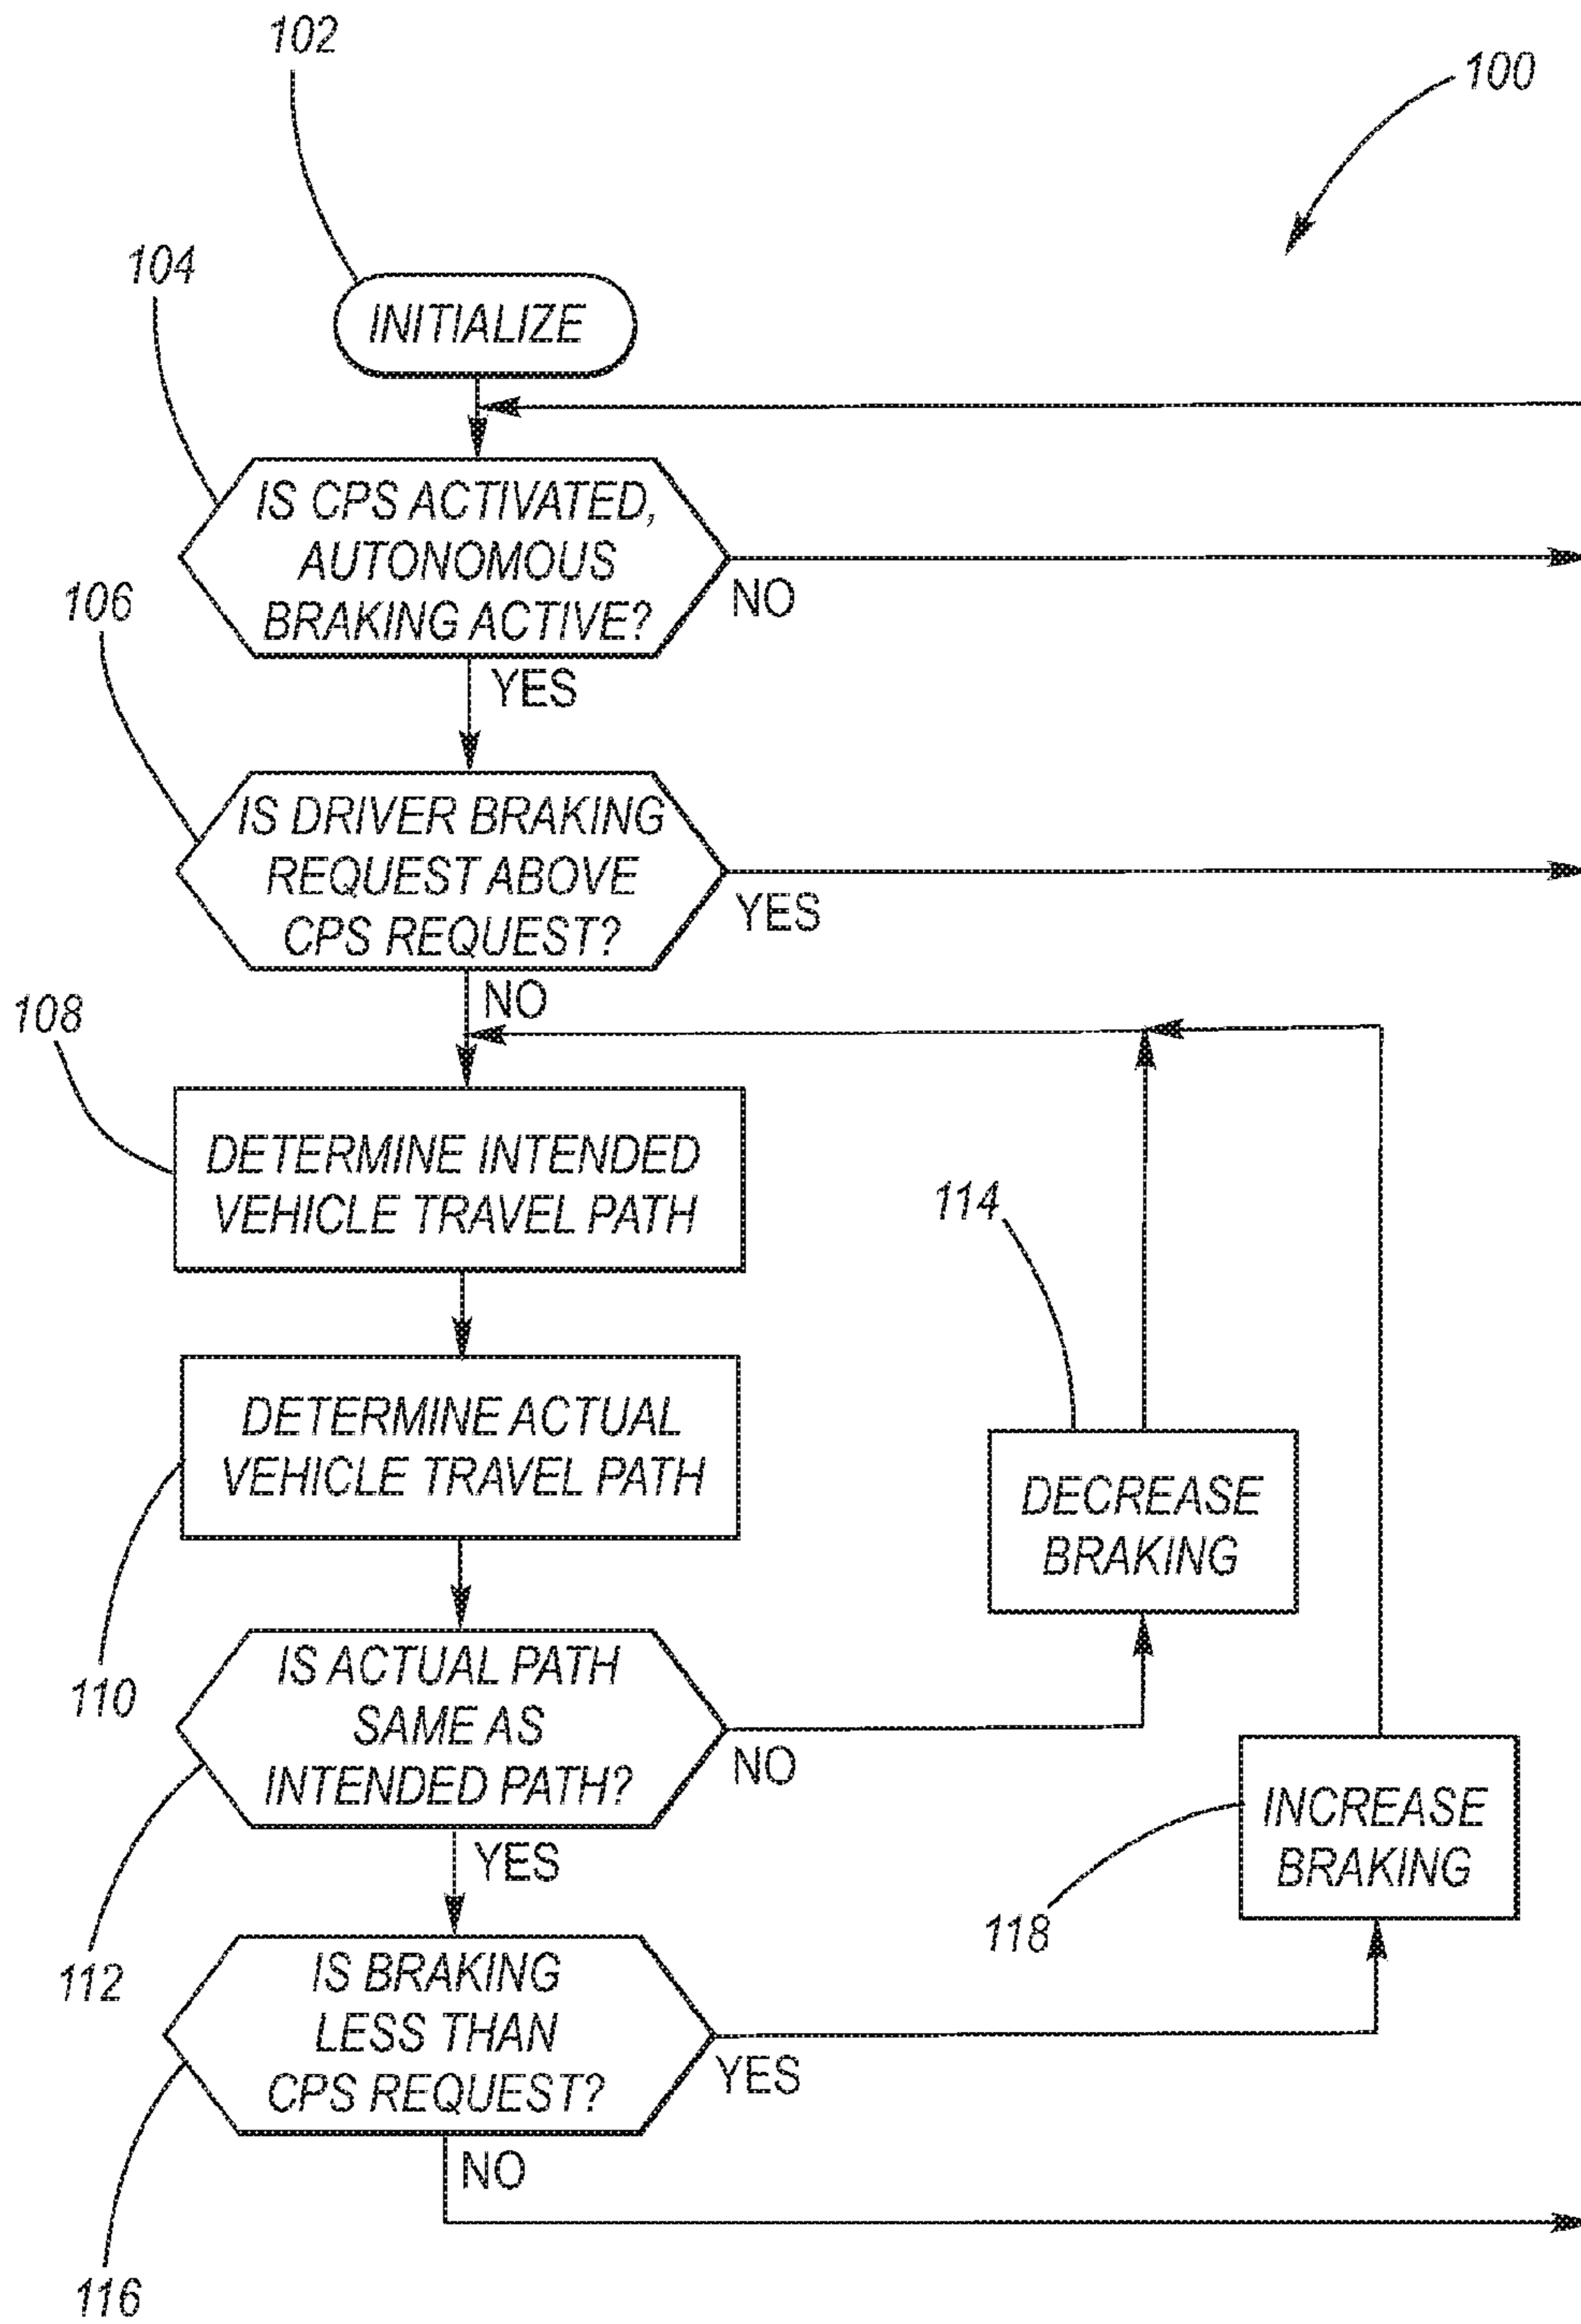 102
100
104
INITIALIZE
IS CPS ACTIVATED,
AUTONOMOUS
BRAKING ACTIVE?
NO
106
YES
IS DRIVER BRAKING
REQUEST ABOVE
CPS REQUEST?
YES
NO
108
DETERMINE INTENDED
VEHICLE TRAVEL PATH
114
DETERMINE ACTUAL
VEHICLE TRAVEL PATH
DECREASE
BRAKING
110
IS ACTUAL PATH
SAME AS
INTENDED PATH?
NO
INCREASE
BRAKING
YES
118
112
IS BRAKING
LESS THAN
CPS REQUEST?
YES
NO
116